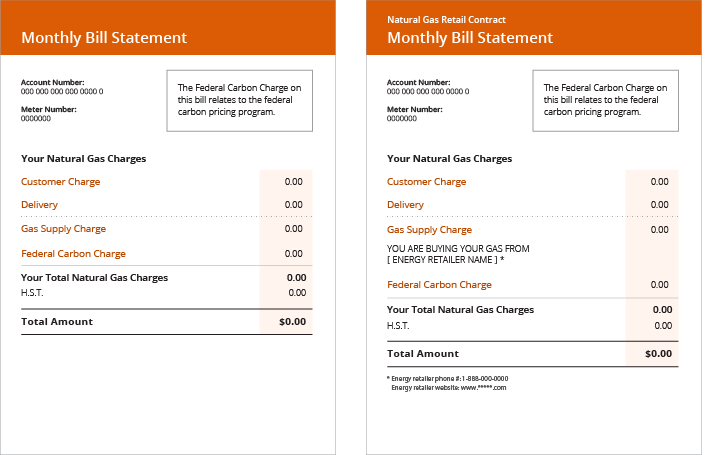 Monthly Bill Statement
Account Number:
000 000 000 000 0000 0
Meter Number:
0000000
The Federal Carbon Charge on
this bill relates to the federal
carbon pricing program.
Your Natural Gas Charges
Customer Charge 0.00
Delivery 0.00
Gas Supply Charge 0.00
Federal Carbon Charge 0.00
Your Total Natural Gas Charges 0.00
H.S.T. 0.00
Total Amount $0.00
Natural Gas Retail Contract
Monthly Bill Statement
Account Number:
000 000 000 000 0000 0
Meter Number:
0000000
The Federal Carbon Charge on
this bill relates to the federal
carbon pricing program.
Your Natural Gas Charges
Customer Charge 0.00
Delivery 0.00
Gas Supply Charge 0.00
YOU ARE BUYING YOUR GAS FROM
[ ENERGY RETAILER NAME ] *
Federal Carbon Charge 0.00
Your Total Natural Gas Charges 0.00
H.S.T. 0.00
Total Amount $0.00
* Energy retailer phone #: 1-888-000-0000
Energy retailer website: www.*****.com